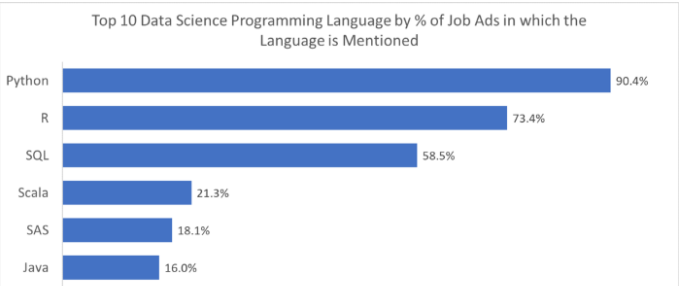 Top 10 Data Science Programming Language by % of Job Ads in which the
Language is Mentioned
Python 90.4%
R 73.4%
SQL 58.5%
Scala 21.3%
SAS 18.1%
Java 16.0%